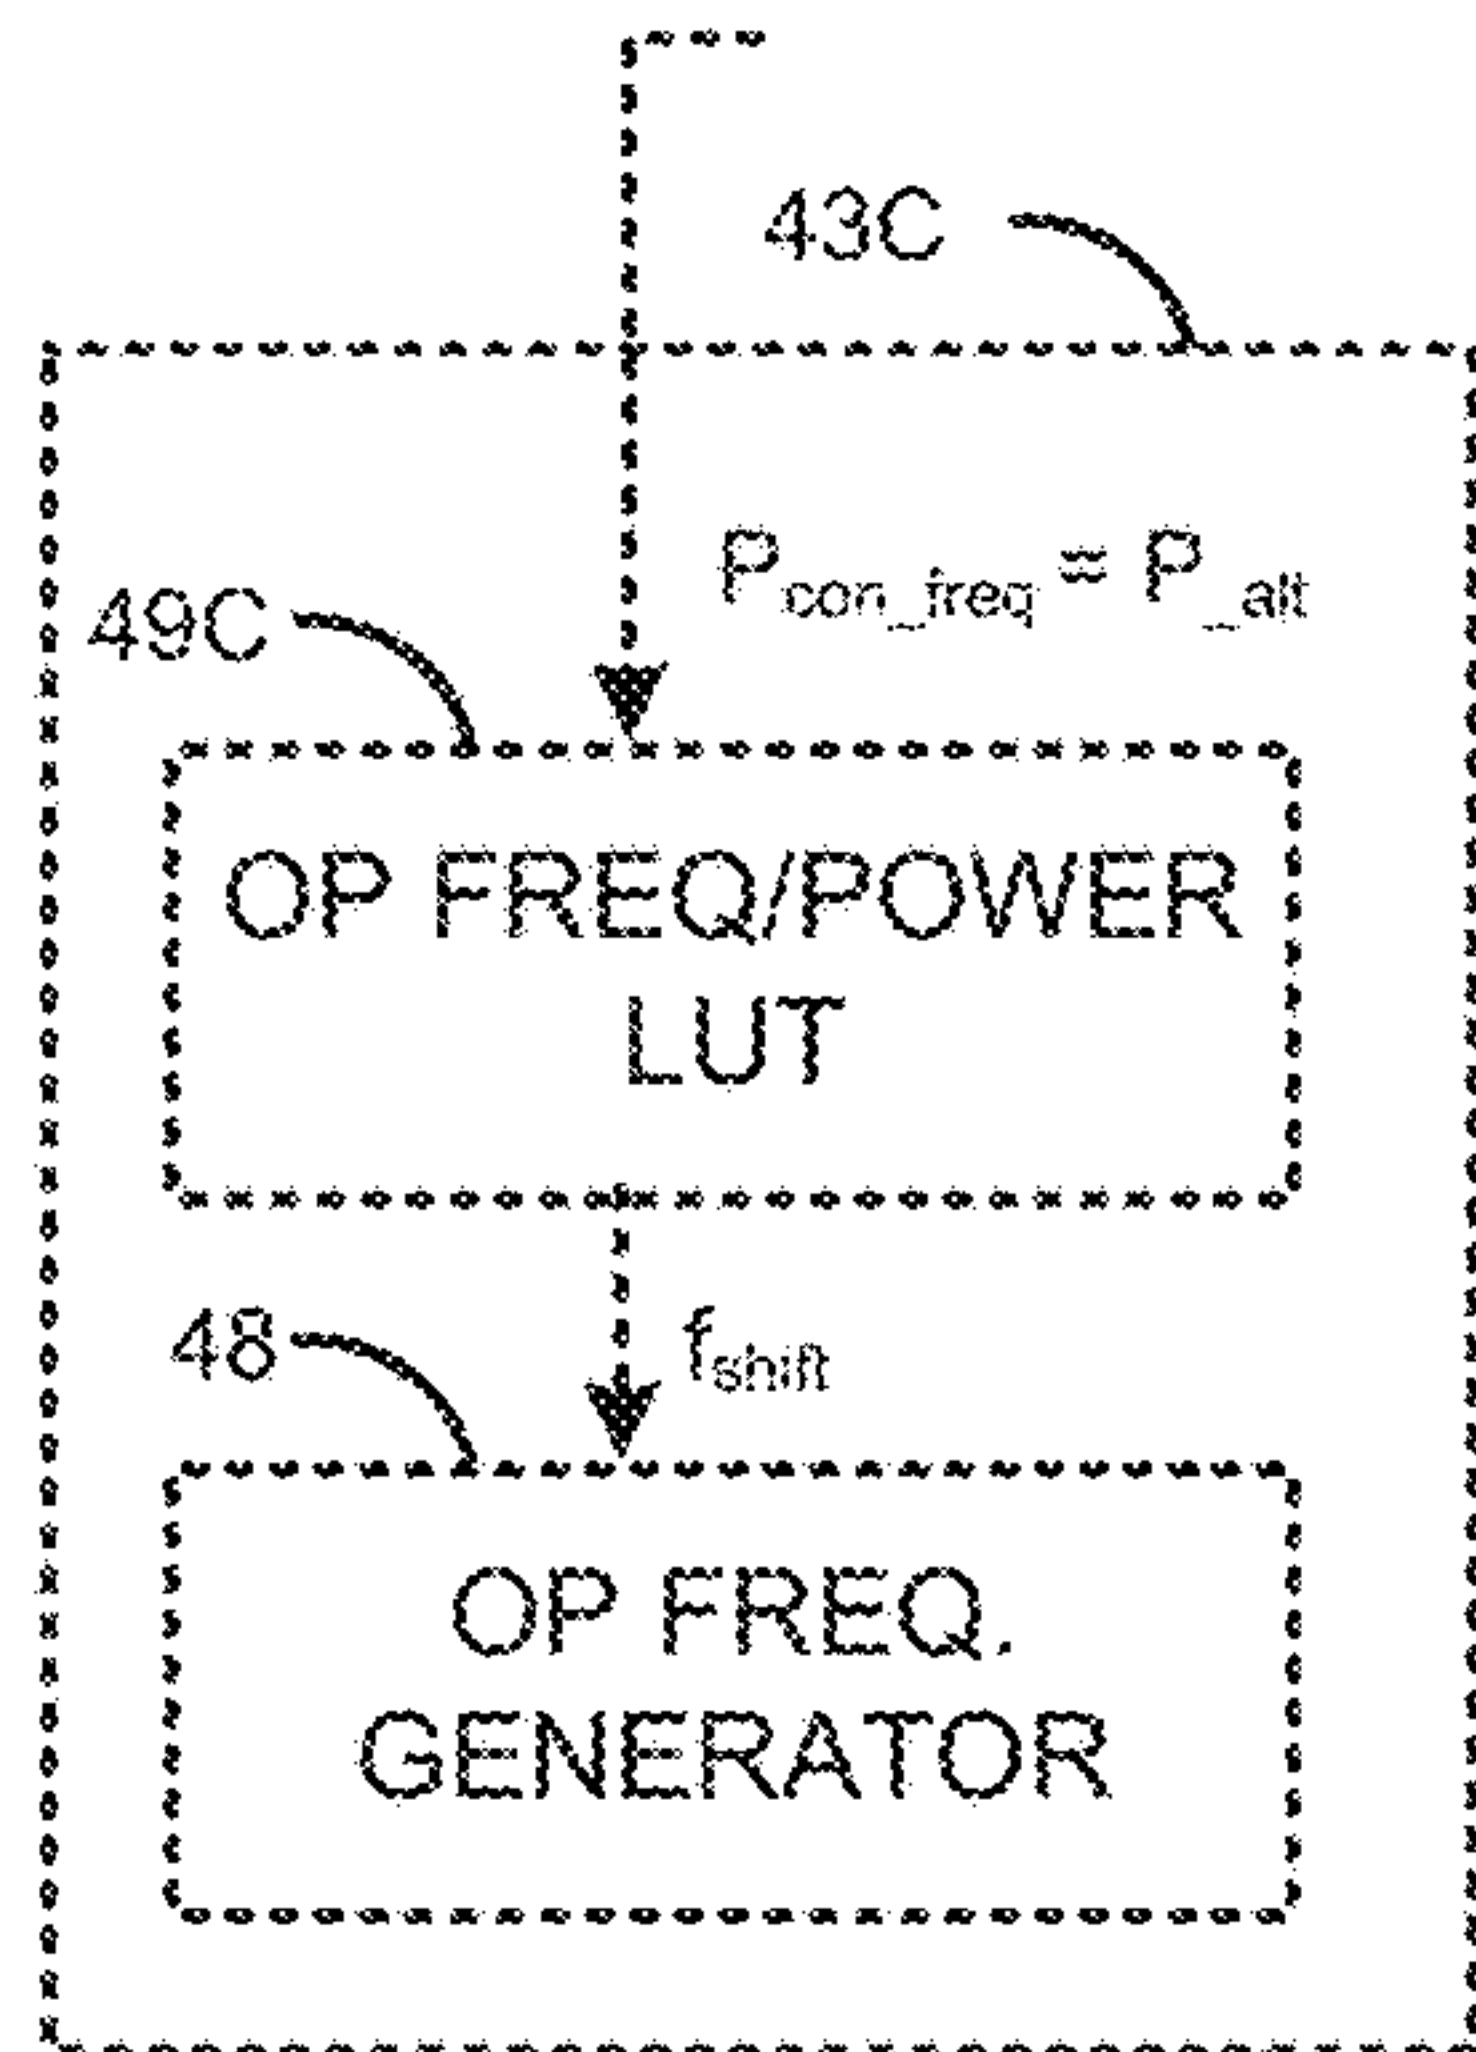 43C
P_con_freq = P_alt
49C
OP FREQ/POWER
LUT
48
f_shift
OP FREQ.
GENERATOR